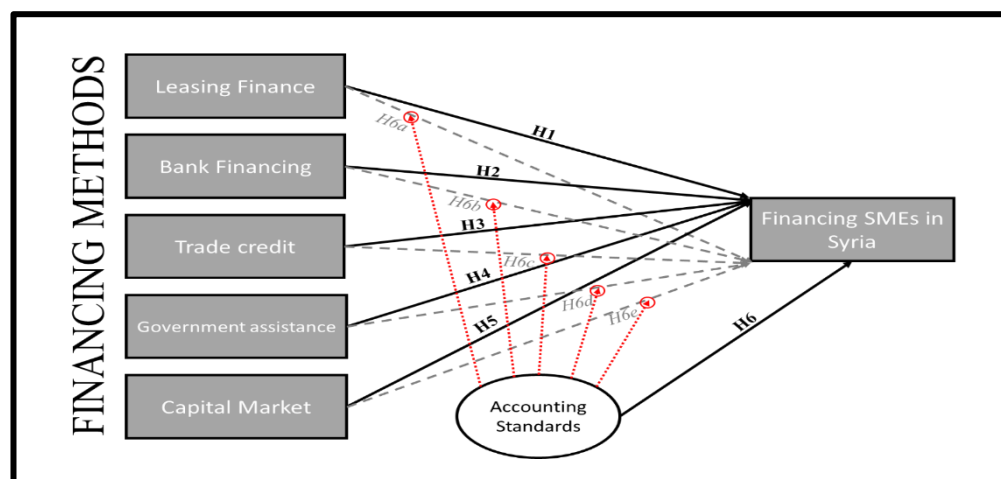 FINANCING METHODS
Leasing Finance
Bank Financing
Trade credit
Government assistance
Capital Market
H1
H2
H3
H4
H5
H6a
H6b
H6c
H6d
H6e
H6
Accounting
Standards
Financing SMEs in
Syria